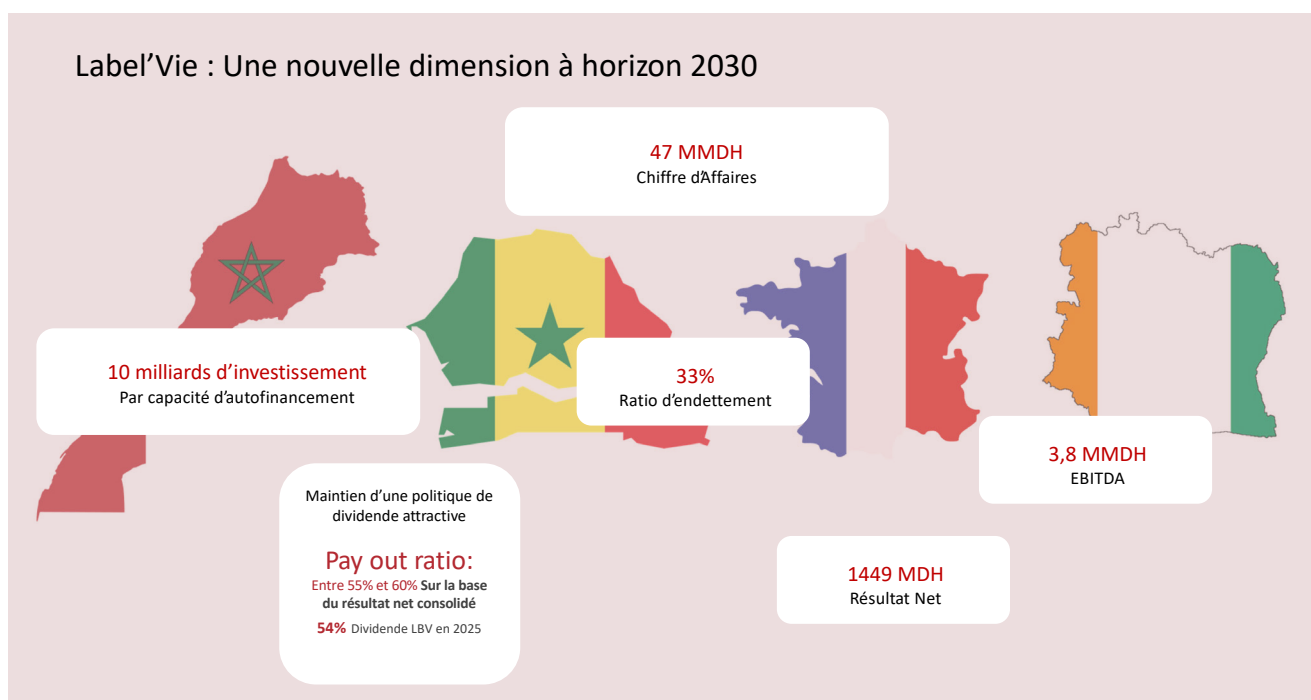 Label’Vie : Une nouvelle dimension à horizon 2030
47 MMDH
Chiffre d’Affaires
10 milliards d’investissement
Par capacité d’autofinancement
33%
Ratio d’endettement
3,8 MMDH
EBITDA
Maintien d’une politique de
dividende attractive
Pay out ratio:
Entre 55% et 60% Sur la base
du résultat net consolidé
54% Dividende LBV en 2025
1449 MDH
Résultat Net